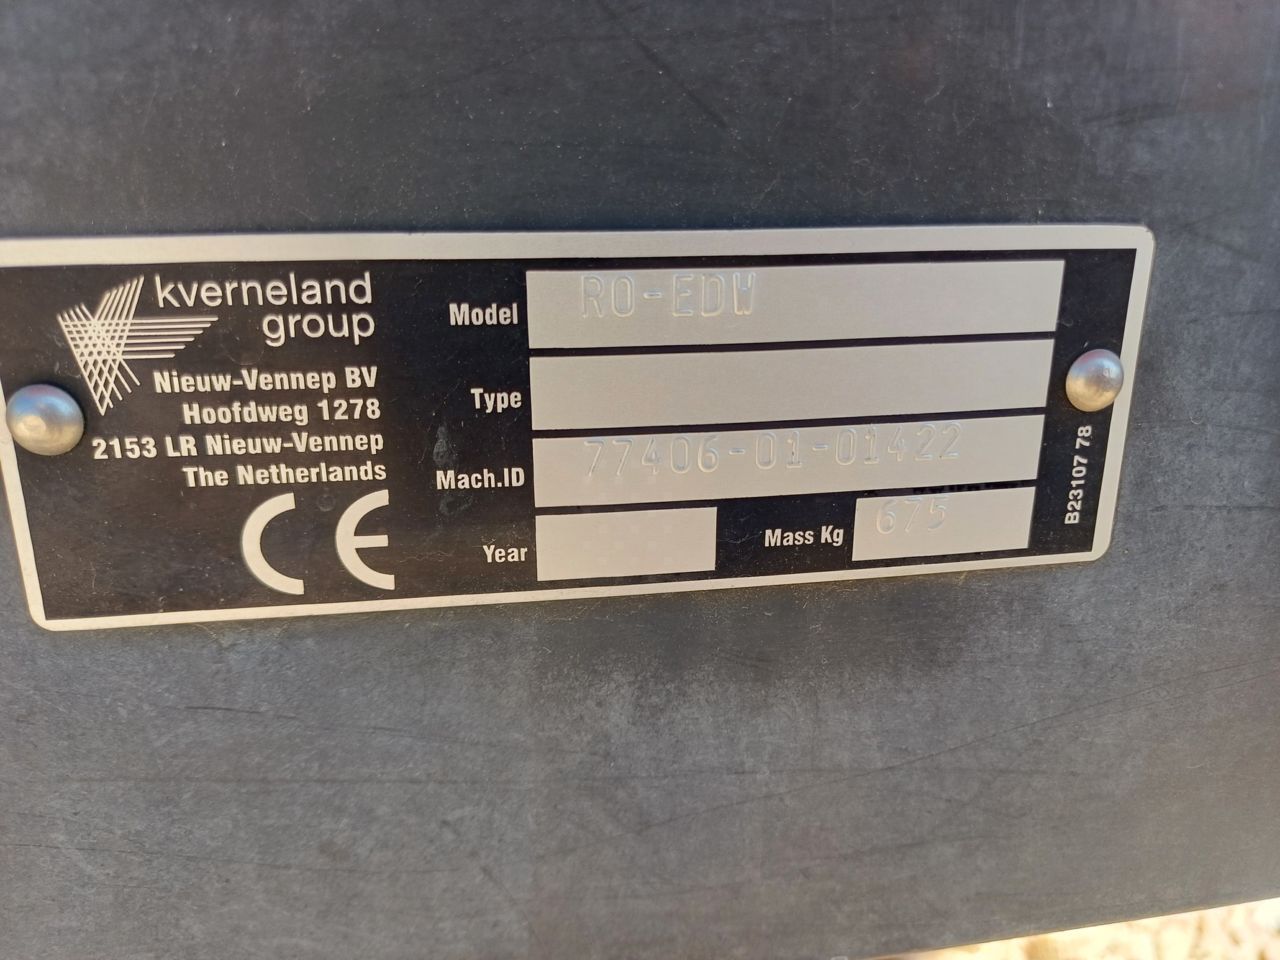 kverneland
group
Nieuw-Vennep BV
Hoofdweg 1278
2153 LR Nieuw-Vennep
The Netherlands
CE
Model RO-EDW
Type
Mach.ID 77406-01-01422
Year
Mass Kg 675
B23107 78